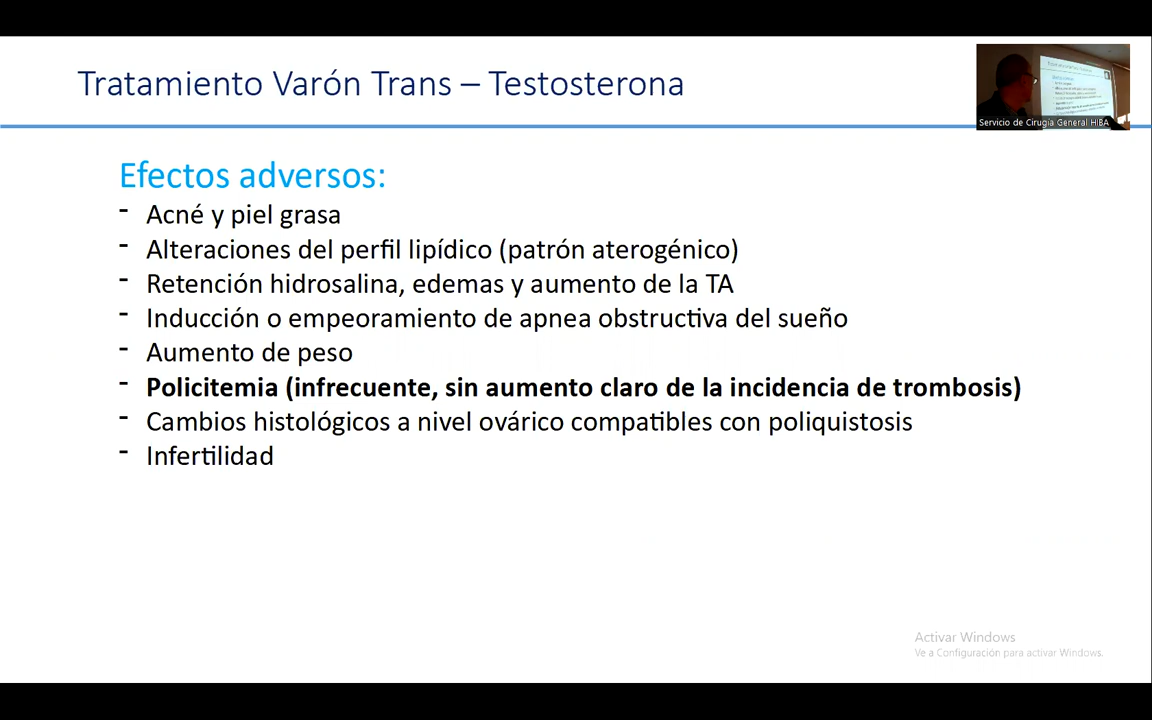 Tratamiento Varón Trans – Testosterona
Servicio de Cirugía General HIBA
Efectos adversos:
- Acné y piel grasa
- Alteraciones del perfil lipídico (patrón aterogénico)
- Retención hidrosalina, edemas y aumento de la TA
- Inducción o empeoramiento de apnea obstructiva del sueño
- Aumento de peso
- Policitemia (infrecuente, sin aumento claro de la incidencia de trombosis)
- Cambios histológicos a nivel ovárico compatibles con poliquistosis
- Infertilidad
Activar Windows
Ve a Configuración para activar Windows.